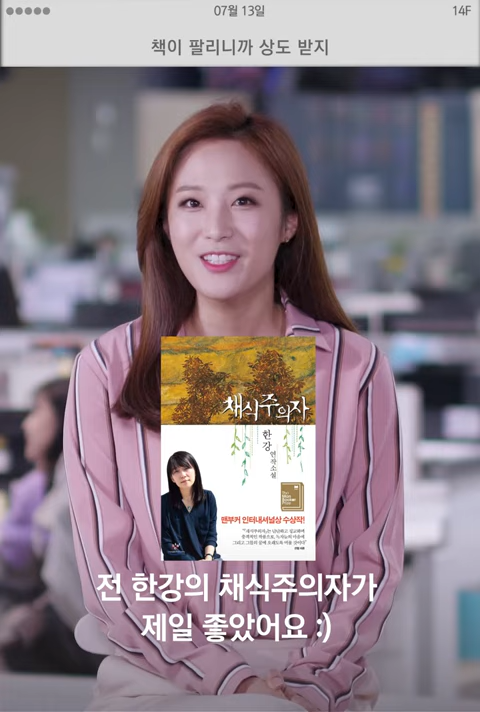 07월 13일
14F
책이 팔리니까 상도 받지
채식주의자
한강
연작소설
맨부커 인터내셔널상 수상작!
전 한강의 채식주의자가
제일 좋았어요 :)